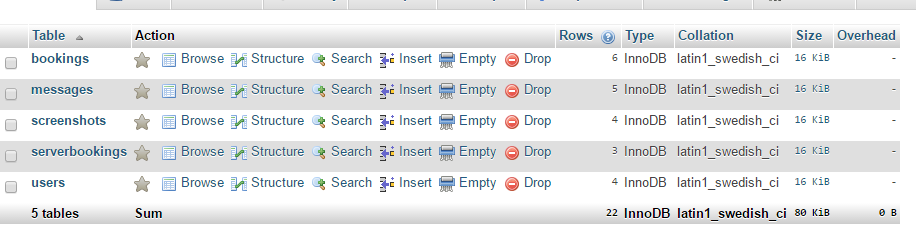 Table Action Rows Type Collation Size Overhead
bookings Browse Structure Search Insert Empty Drop 6 InnoDB latin1_swedish_ci 16 KiB -
messages Browse Structure Search Insert Empty Drop 5 InnoDB latin1_swedish_ci 16 KiB -
screenshots Browse Structure Search Insert Empty Drop 4 InnoDB latin1_swedish_ci 16 KiB -
serverbookings Browse Structure Search Insert Empty Drop 3 InnoDB latin1_swedish_ci 16 KiB -
users Browse Structure Search Insert Empty Drop 4 InnoDB latin1_swedish_ci 16 KiB -
5 tables Sum 22 InnoDB latin1_swedish_ci 80 KiB 0 B